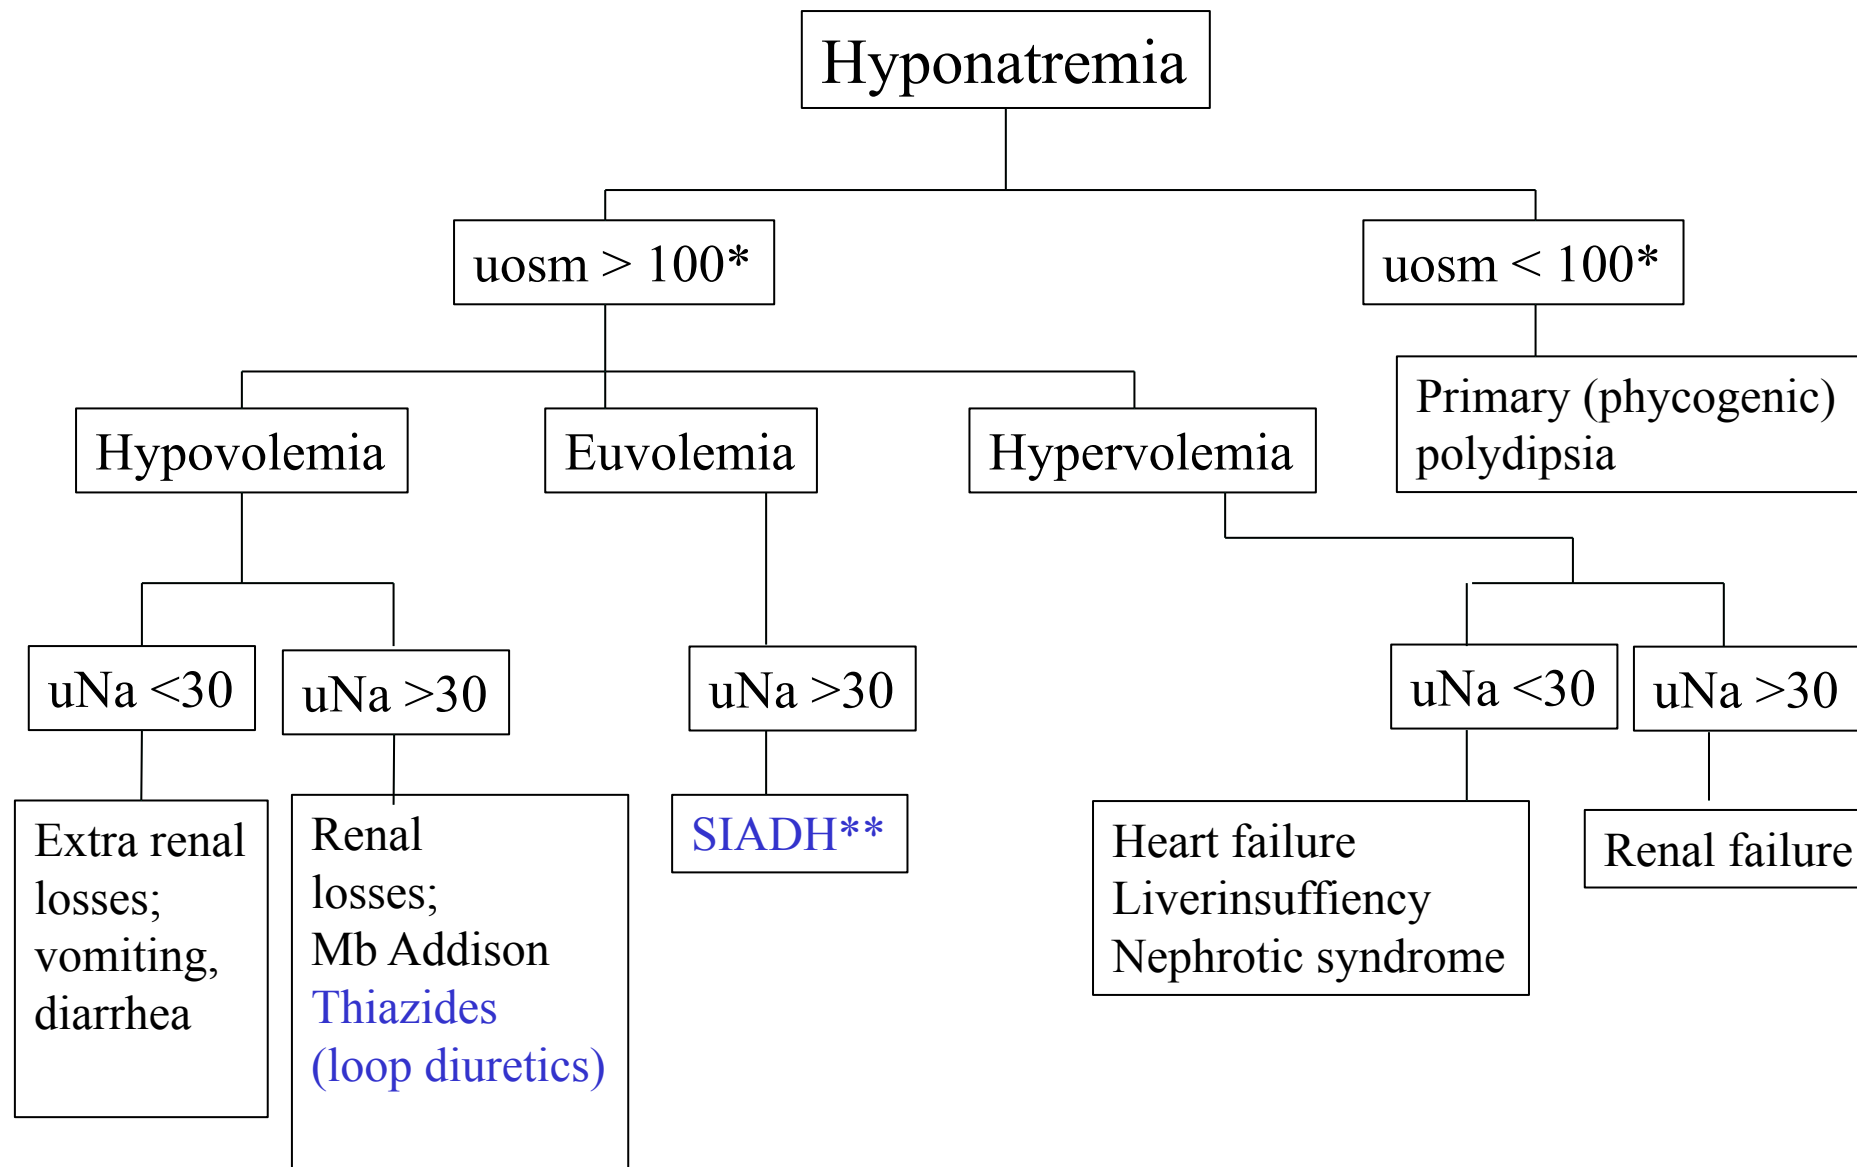 Hyponatremia
uosm > 100*
uosm < 100*
Primary (phycogenic)
polydipsia
Hypovolemia
Euvolemia
Hypervolemia
uNa <30
uNa >30
uNa >30
uNa <30
uNa >30
Extra renal
losses;
vomiting,
diarrhea
Renal
losses;
Mb Addison
Thiazides
(loop diuretics)
SIADH**
Heart failure
Liverinsuffiency
Nephrotic syndrome
Renal failure